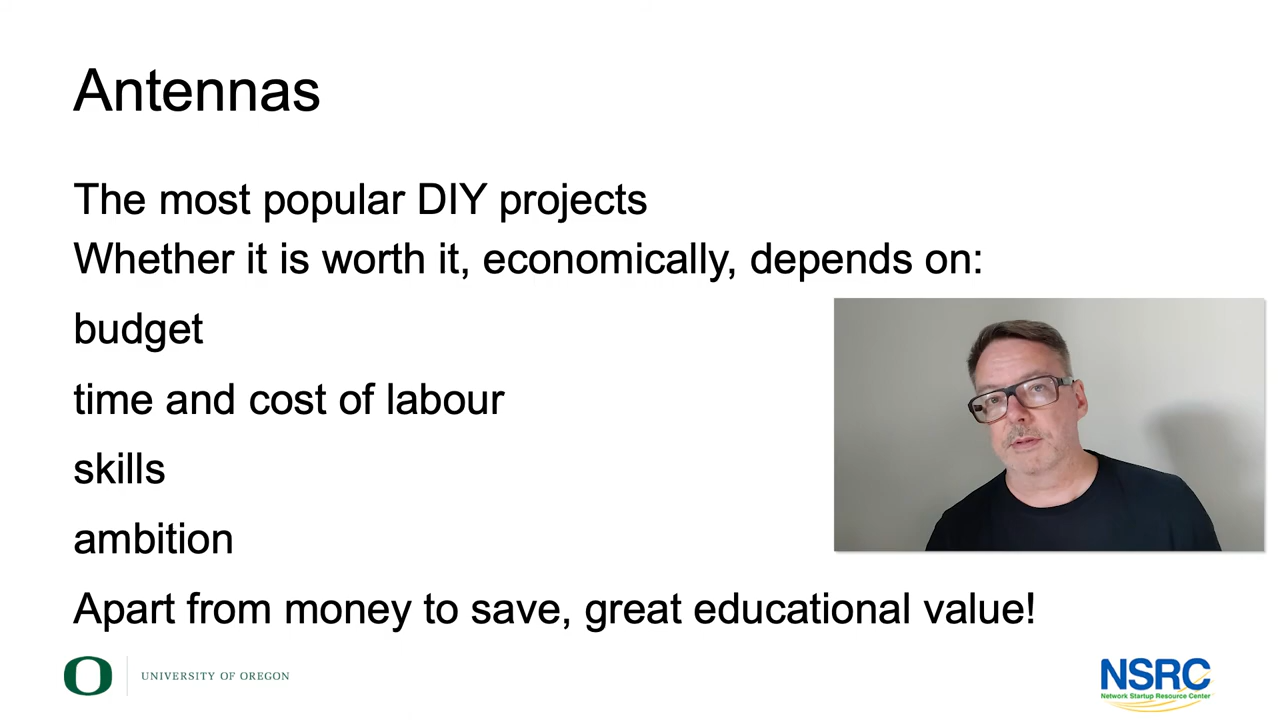 Antennas
The most popular DIY projects
Whether it is worth it, economically, depends on:
budget
time and cost of labour
skills
ambition
Apart from money to save, great educational value!
O
UNIVERSITY OF OREGON
NSRC
Network Startup Resource Center